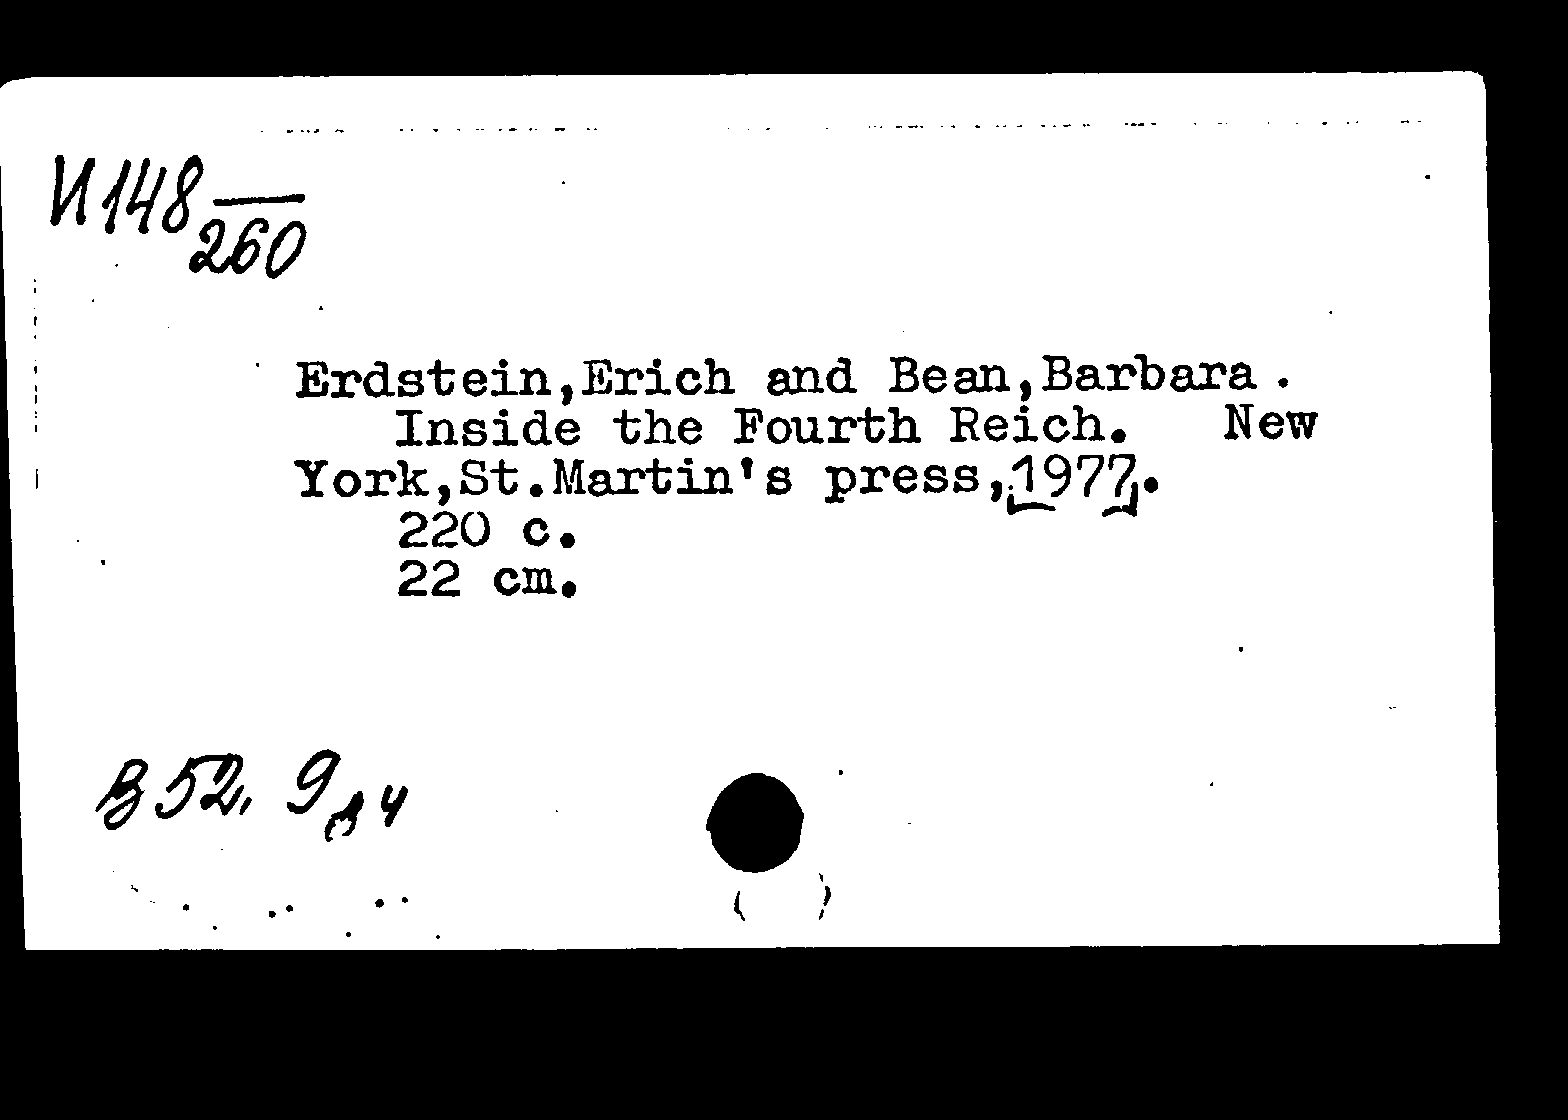 И148
260
Erdstein,Erich and Bean,Barbara.
Inside the Fourth Reich. New
York,St.Martin's press,[1977].
220 c.
22 cm.
В52.9